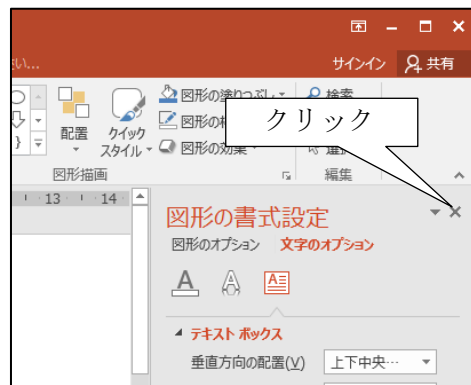 い...
サインイン 共有
配置
クイック
スタイル
図形の塗りつぶし
図形の
図形の効果
検索
クリック
図形描画
編集
13 14
図形の書式設定
図形のオプション 文字のオプション
テキスト ボックス
垂直方向の配置(V) 上下中央…